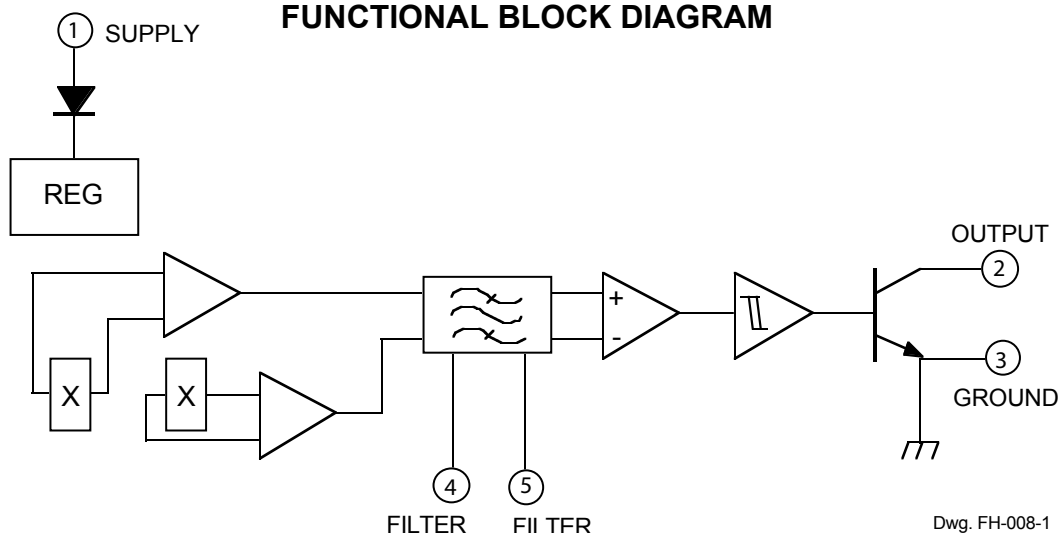 FUNCTIONAL BLOCK DIAGRAM
1 SUPPLY
REG
OUTPUT
2
+
-
3
X
X
GROUND
4
5
FILTER
FILTER
Dwg. FH-008-1